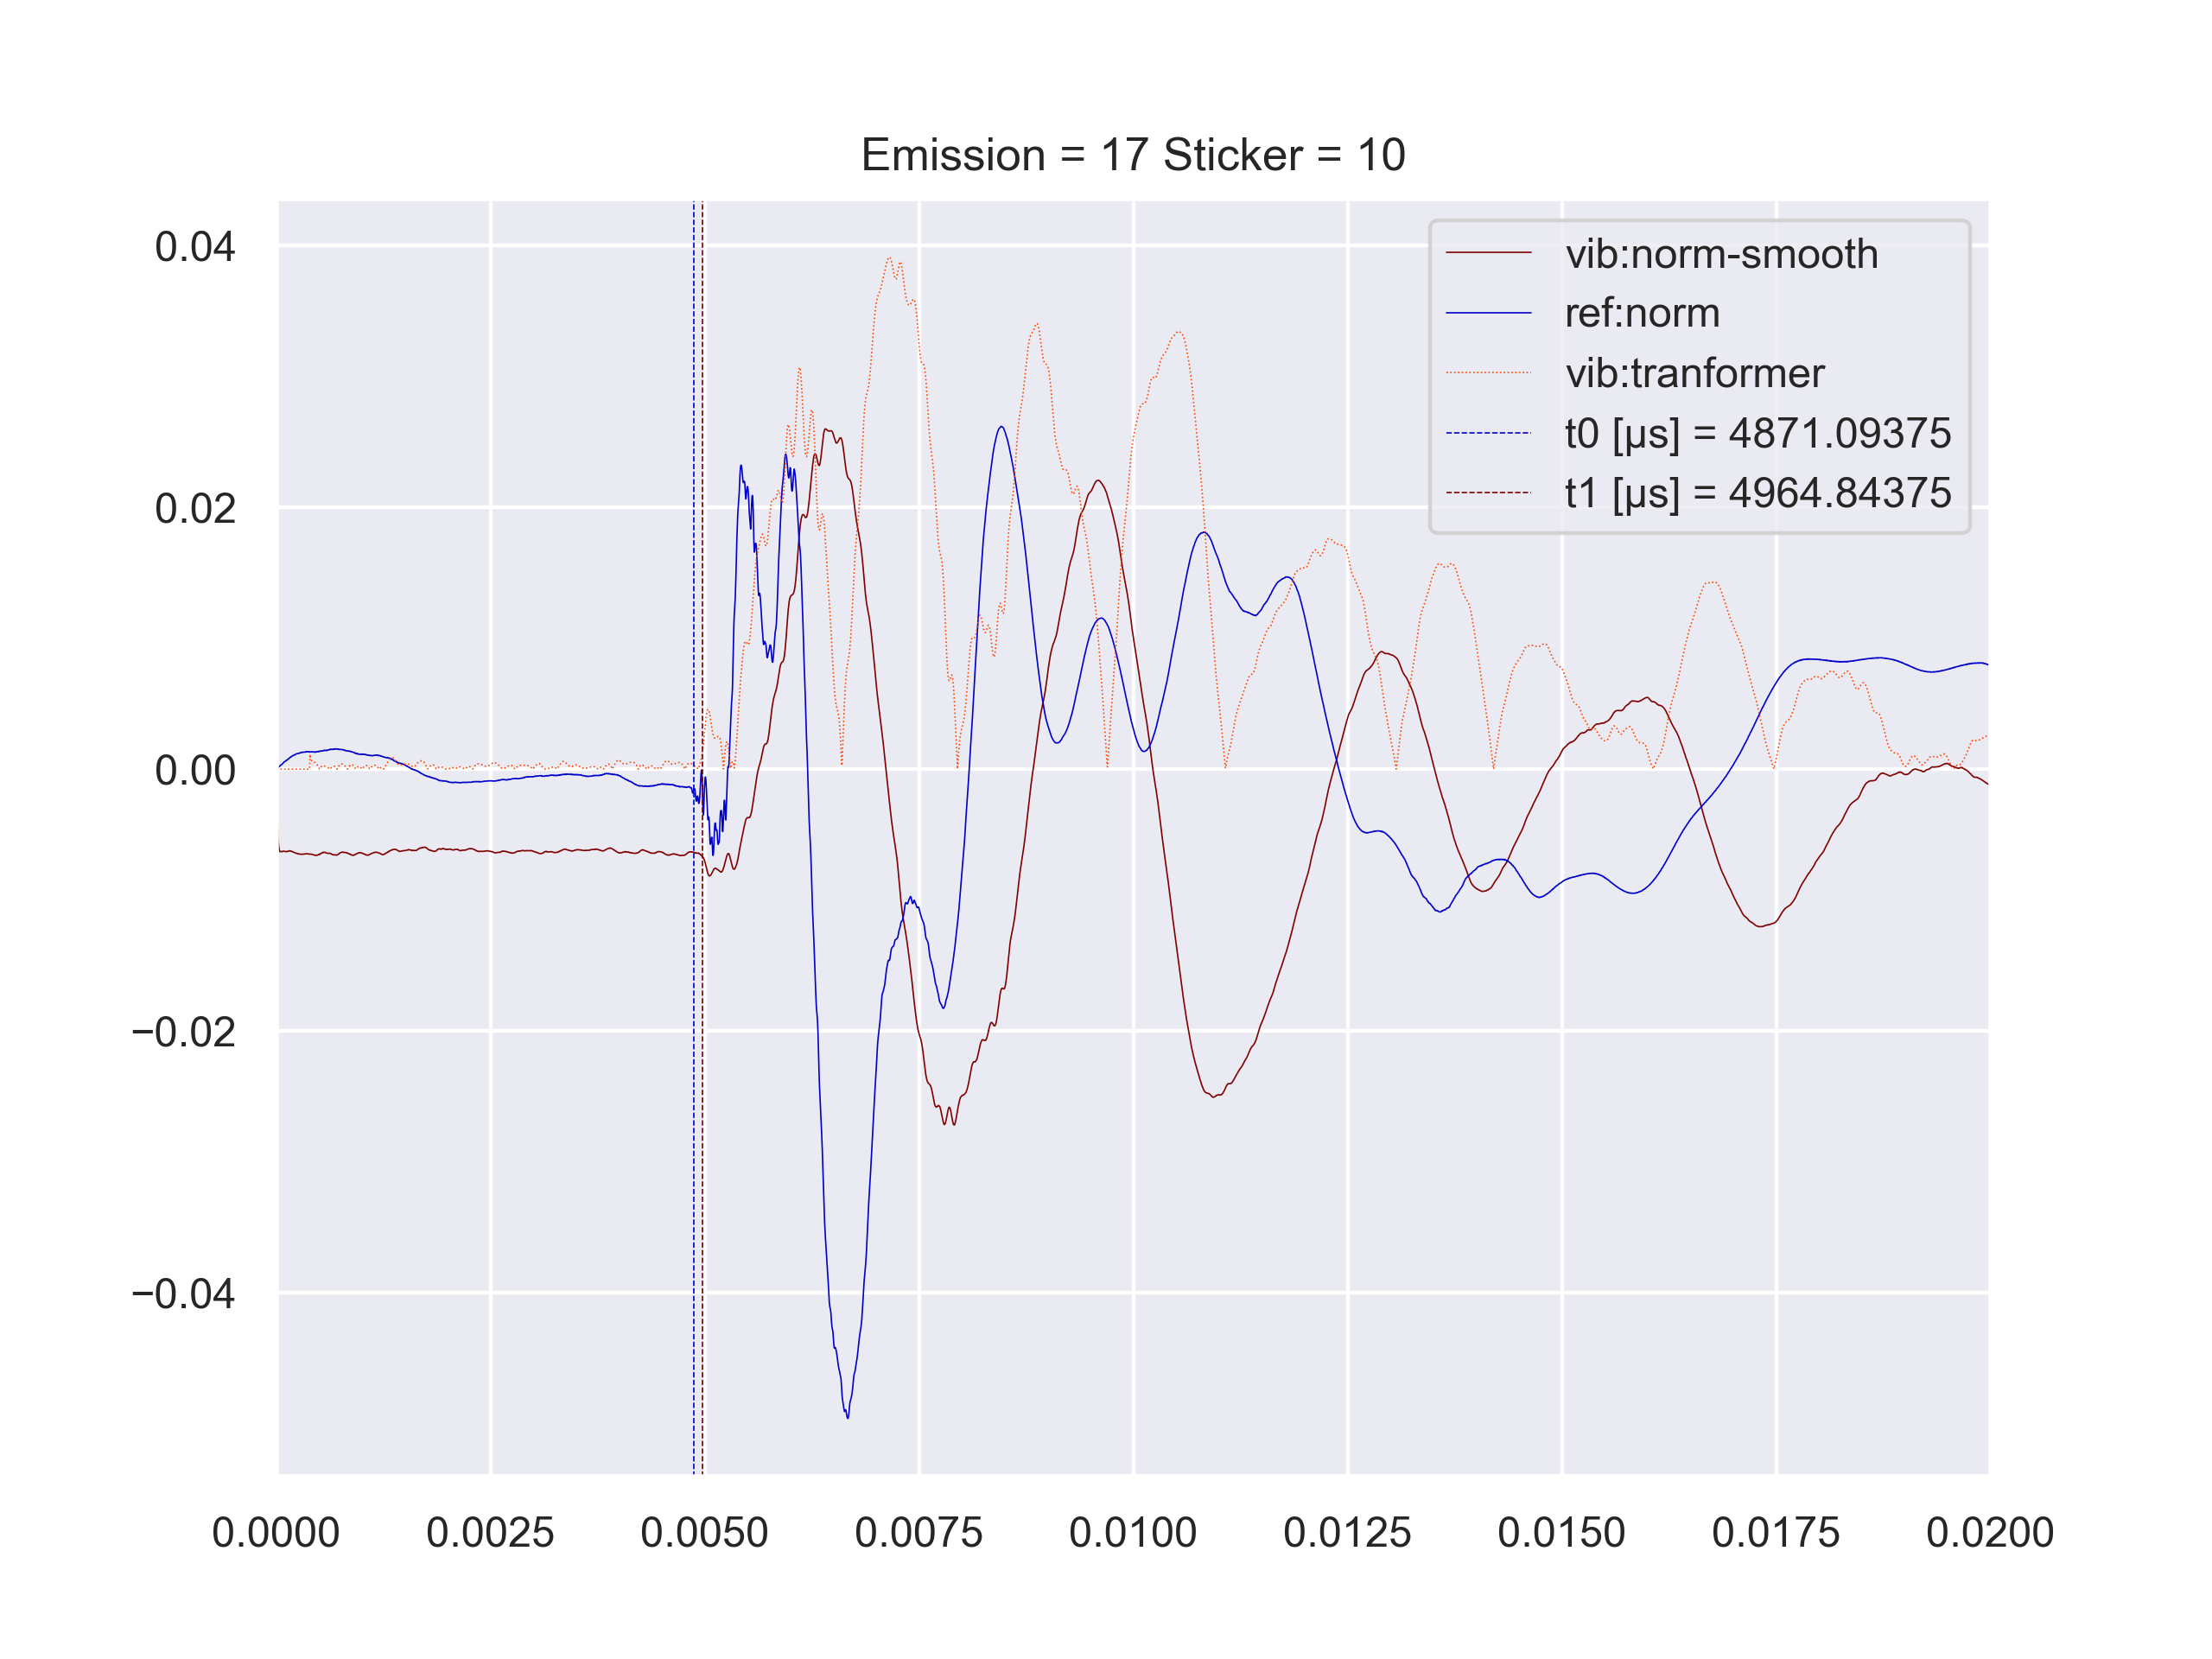 Emission = 17 Sticker = 10
0.04
0.02
0.00
−0.02
−0.04
vib:norm-smooth
ref:norm
vib:tranformer
t0 [µs] = 4871.09375
t1 [µs] = 4964.84375
0.0000 0.0025 0.0050 0.0075 0.0100 0.0125 0.0150 0.0175 0.0200